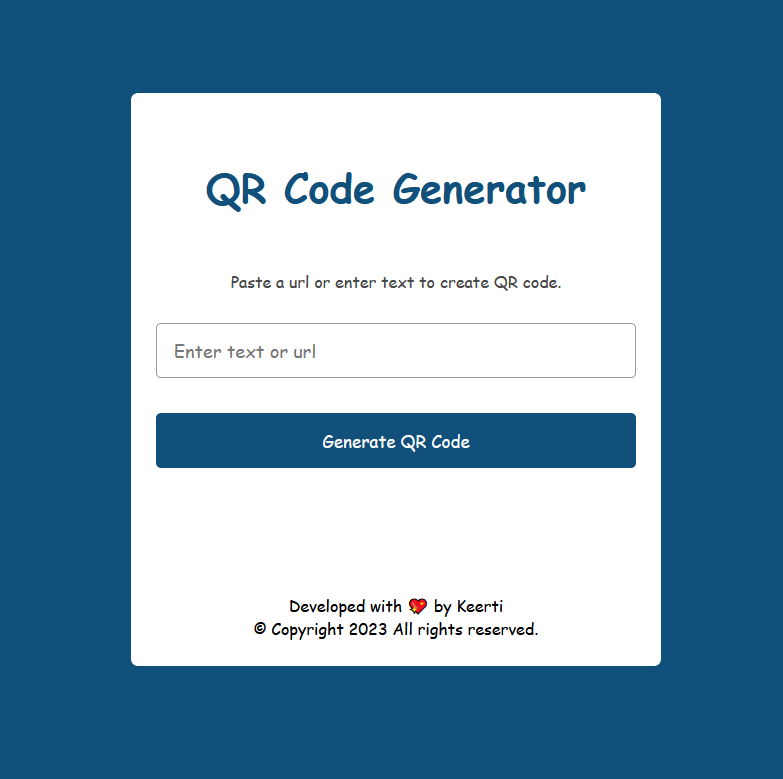 QR Code Generator
Paste a url or enter text to create QR code.
Enter text or url
Generate QR Code
Developed with 💖 by Keerti
© Copyright 2023 All rights reserved.